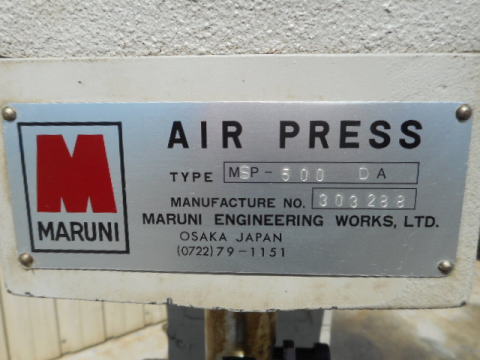 M
MARUNI
AIR PRESS
TYPE MSP-500 DA
MANUFACTURE NO. 303288
MARUNI ENGINEERING WORKS, LTD.
OSAKA JAPAN
(0722)79-1151